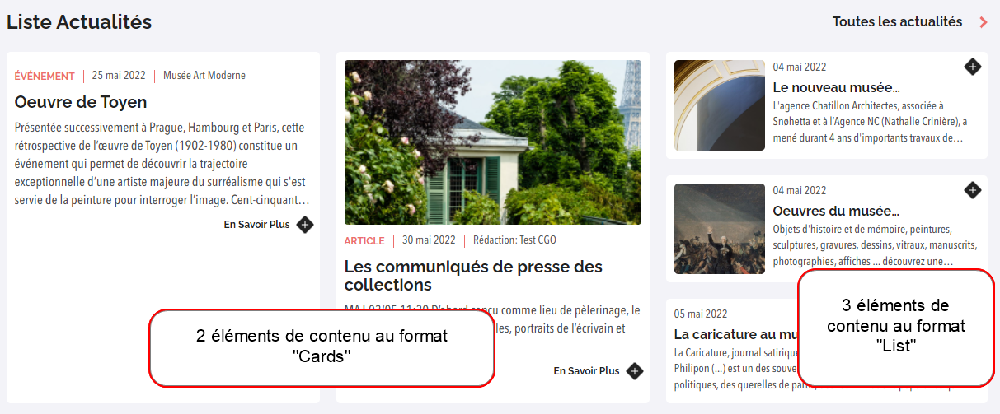 Liste Actualités
Toutes les actualités
ÉVÉNEMENT | 25 mai 2022 | Musée Art Moderne
Oeuvre de Toyen
Présentée successivement à Prague, Hambourg et Paris, cette
rétrospective de l'œuvre de Toyen (1902-1980) constitue un
événement qui permet de découvrir la trajectoire
exceptionnelle d'une artiste majeure du surréalisme qui s'est
servie de la peinture pour interroger l'image. Cent-cinquant…
En Savoir Plus
ARTICLE | 30 mai 2022 | Rédaction: Test CGO
Les communiqués de presse des
collections
MAJ 02/05 11:20 D'abord conçu comme lieu de pèlerinage, le
les, portraits de l'écrivain et
En Savoir Plus
04 mai 2022
Le nouveau musée…
L'agence Chatillon Architectes, associée à
Snøhetta et à l'Agence NC (Nathalie Crinière), a
mené durant 4 ans d'importants travaux de…
04 mai 2022
Oeuvres du musée…
Objets d'histoire et de mémoire, peintures,
sculptures, gravures, dessins, vitraux, manuscrits,
photographies, affiches ... découvrez une…
05 mai 2022
La caricature au mu
La Caricature, journal satirique
Philipon (...) est un des souve
politiques, des querelles de
2 éléments de contenu au format
"Cards"
3 éléments de
contenu au format
"List"